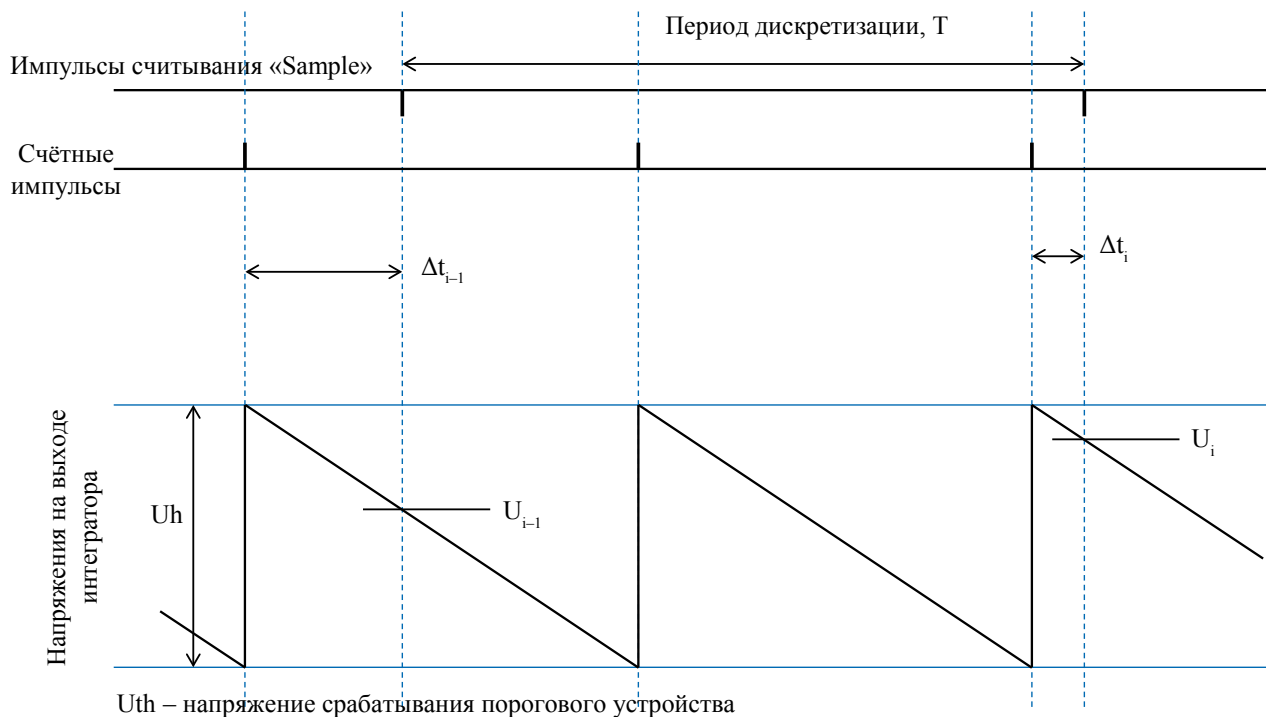 Период дискретизации, T
Импульсы считывания «Sample»
Счётные
импульсы
Δt i–1
Δt i
Напряжения на выходе
интегратора
Uh
U i–1
U i
Uth – напряжение срабатывания порогового устройства